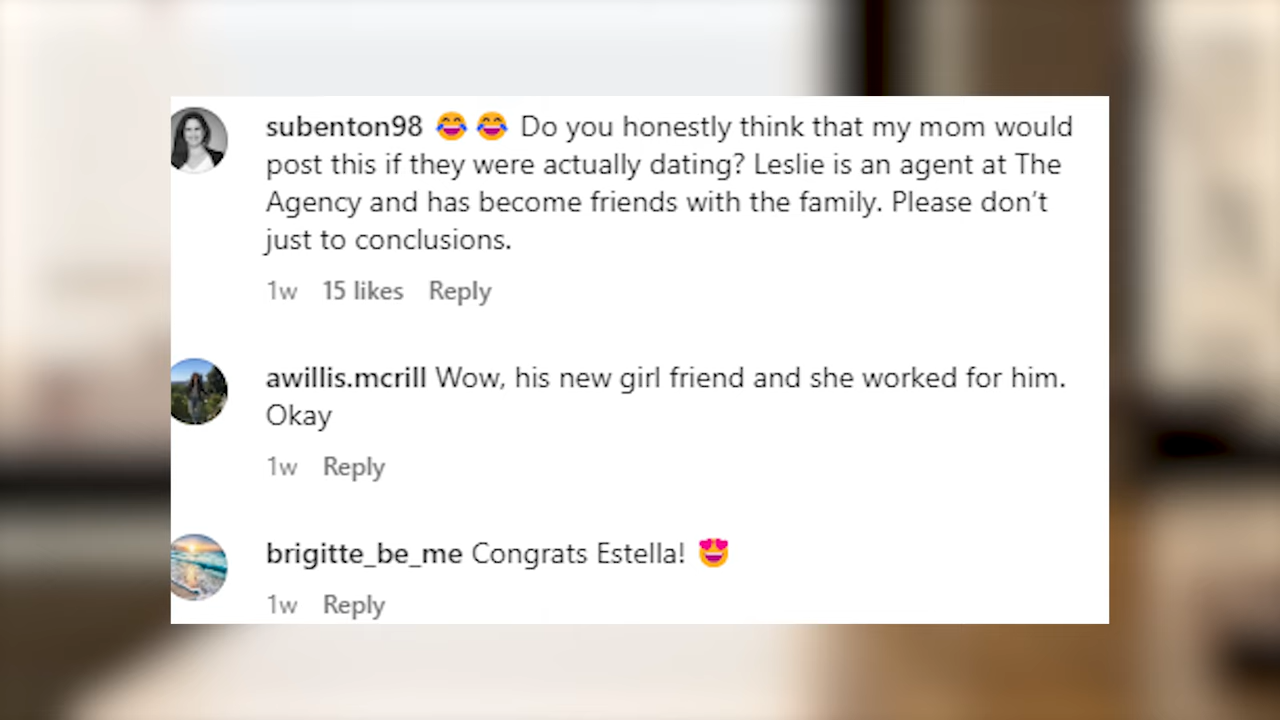 subenton98 😂😂 Do you honestly think that my mom would
post this if they were actually dating? Leslie is an agent at The
Agency and has become friends with the family. Please don’t
just to conclusions.
1w 15 likes Reply
awillis.mcrill Wow, his new girl friend and she worked for him.
Okay
1w Reply
brigitte_be_me Congrats Estella! 😍
1w Reply